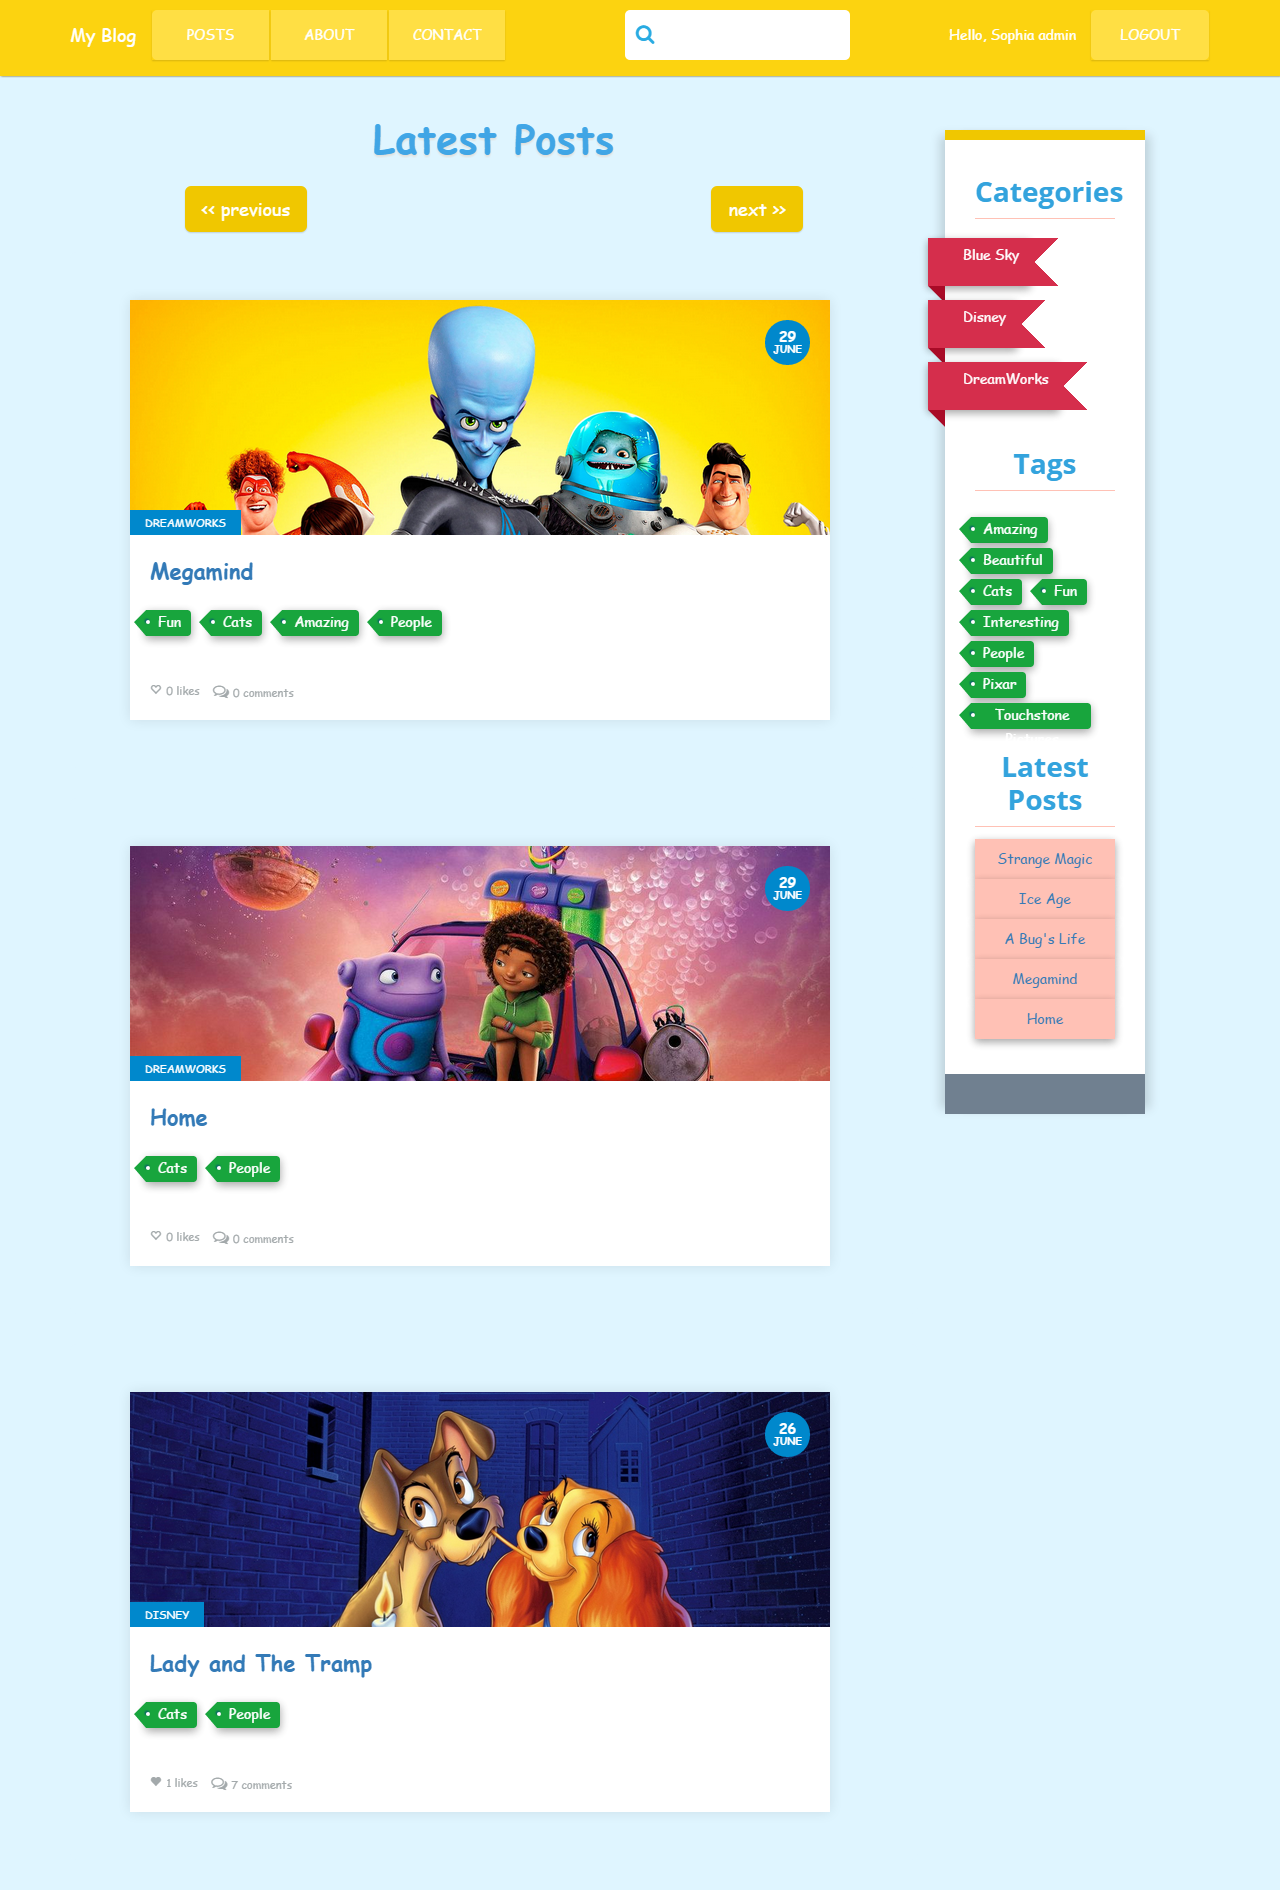 My Blog POSTS ABOUT CONTACT Hello, Sophia admin LOGOUT
Latest Posts
<< previous next >>
29
JUNE
DREAMWORKS
Megamind
Fun Cats Amazing People
0 likes 0 comments
29
JUNE
DREAMWORKS
Home
Cats People
0 likes 0 comments
26
JUNE
DISNEY
Lady and The Tramp
Cats People
1 likes 7 comments
Categories
Blue Sky
Disney
DreamWorks
Tags
Amazing
Beautiful
Cats Fun
Interesting
People
Pixar
Touchstone
Latest
Posts
Strange Magic
Ice Age
A Bug's Life
Megamind
Home